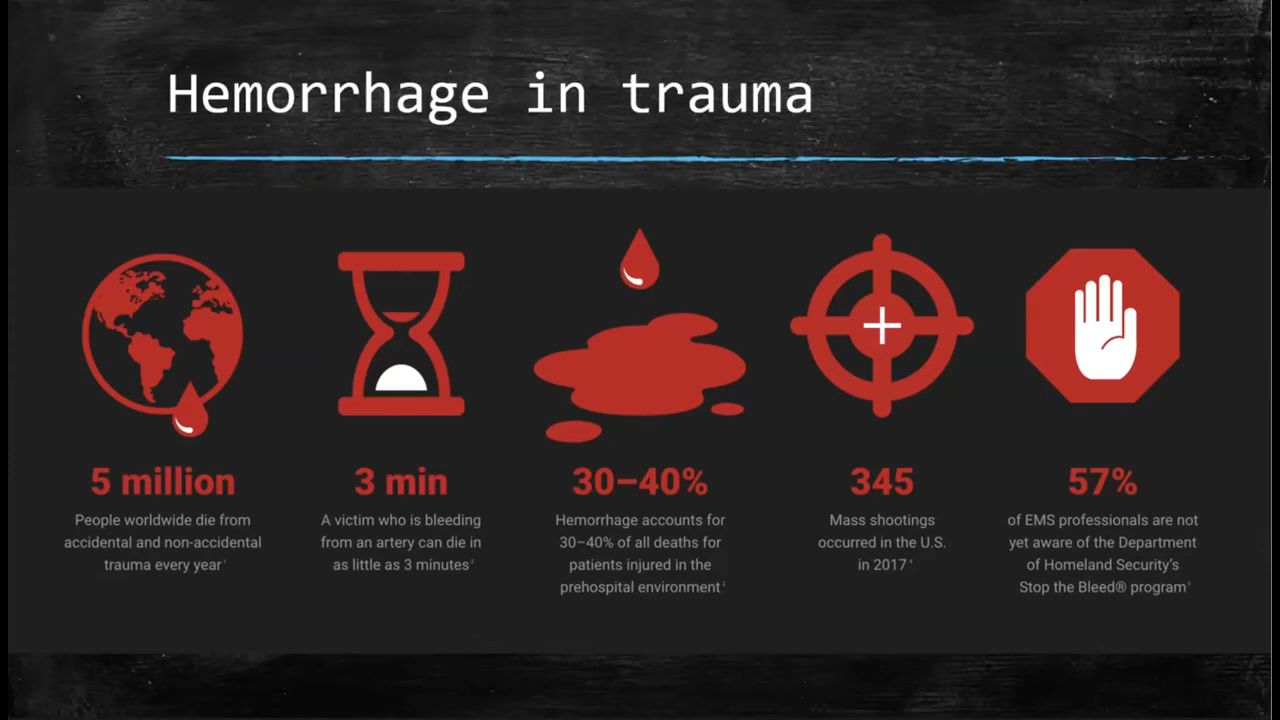 Hemorrhage in trauma
5 million
People worldwide die from
accidental and non-accidental
trauma every year
3 min
A victim who is bleeding
from an artery can die in
as little as 3 minutes
30–40%
Hemorrhage accounts for
30–40% of all deaths for
patients injured in the
prehospital environment
345
Mass shootings
occurred in the U.S.
in 2017
57%
of EMS professionals are not
yet aware of the Department
of Homeland Security's
Stop the Bleed® program